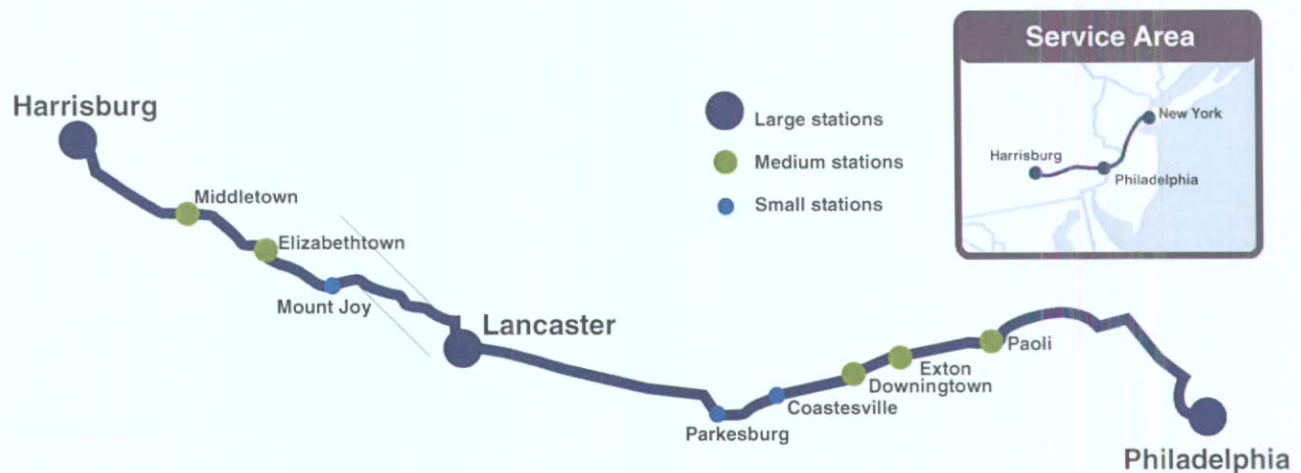 Service Area
New York
Harrisburg
Philadelphia
Harrisburg
Large stations
Medium stations
Small stations
Middletown
Elizabethtown
Mount Joy
Lancaster
Paoli
Exton
Downingtown
Coastesville
Parkesburg
Philadelphia